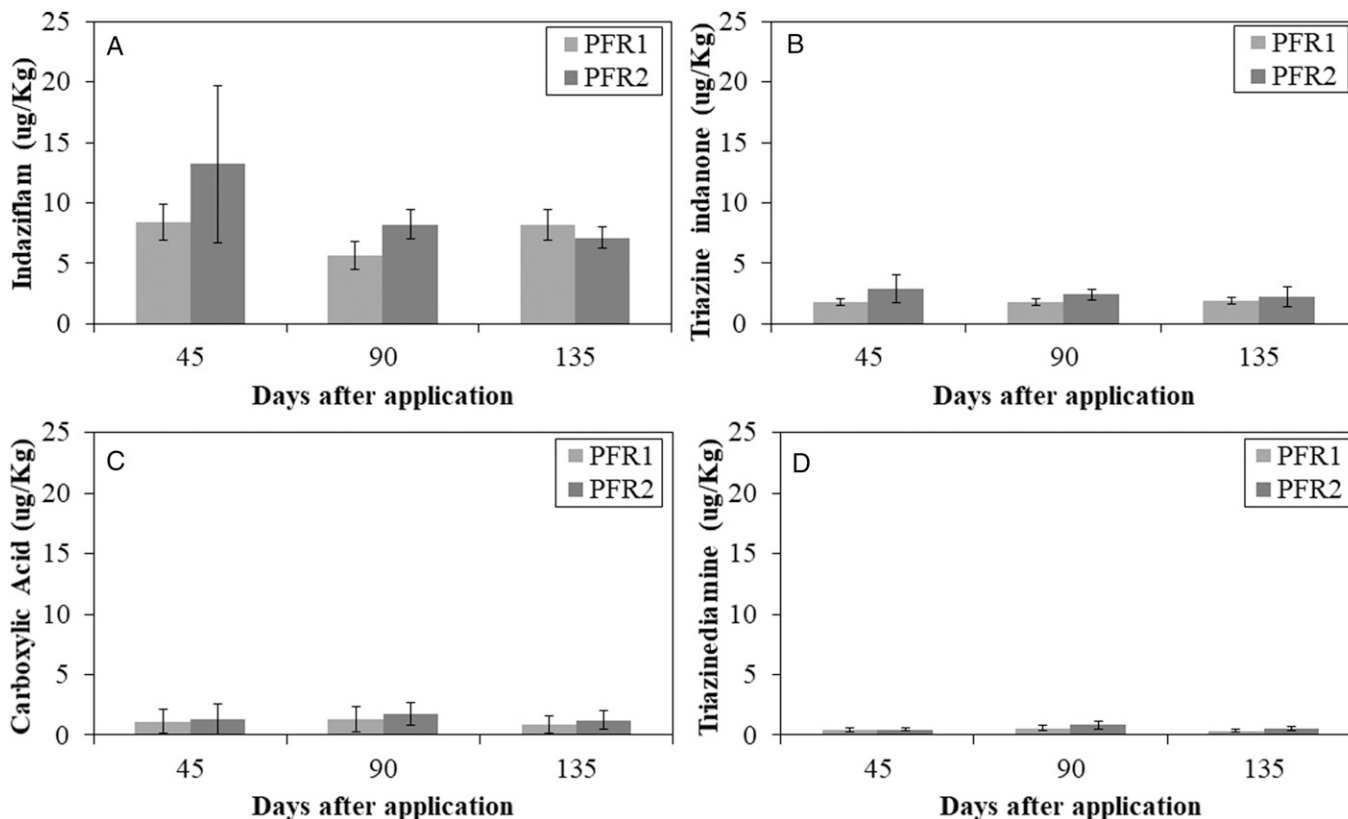 A
Indaziflam (ug/Kg)
25
20
15
10
5
0
PFR1
PFR2
45 90 135
Days after application
B
Triazine indanone (ug/Kg)
25
20
15
10
5
0
PFR1
PFR2
45 90 135
Days after application
C
Carboxylic Acid (ug/Kg)
25
20
15
10
5
0
PFR1
PFR2
45 90 135
Days after application
D
Triazinediamine (ug/Kg)
25
20
15
10
5
0
PFR1
PFR2
45 90 135
Days after application